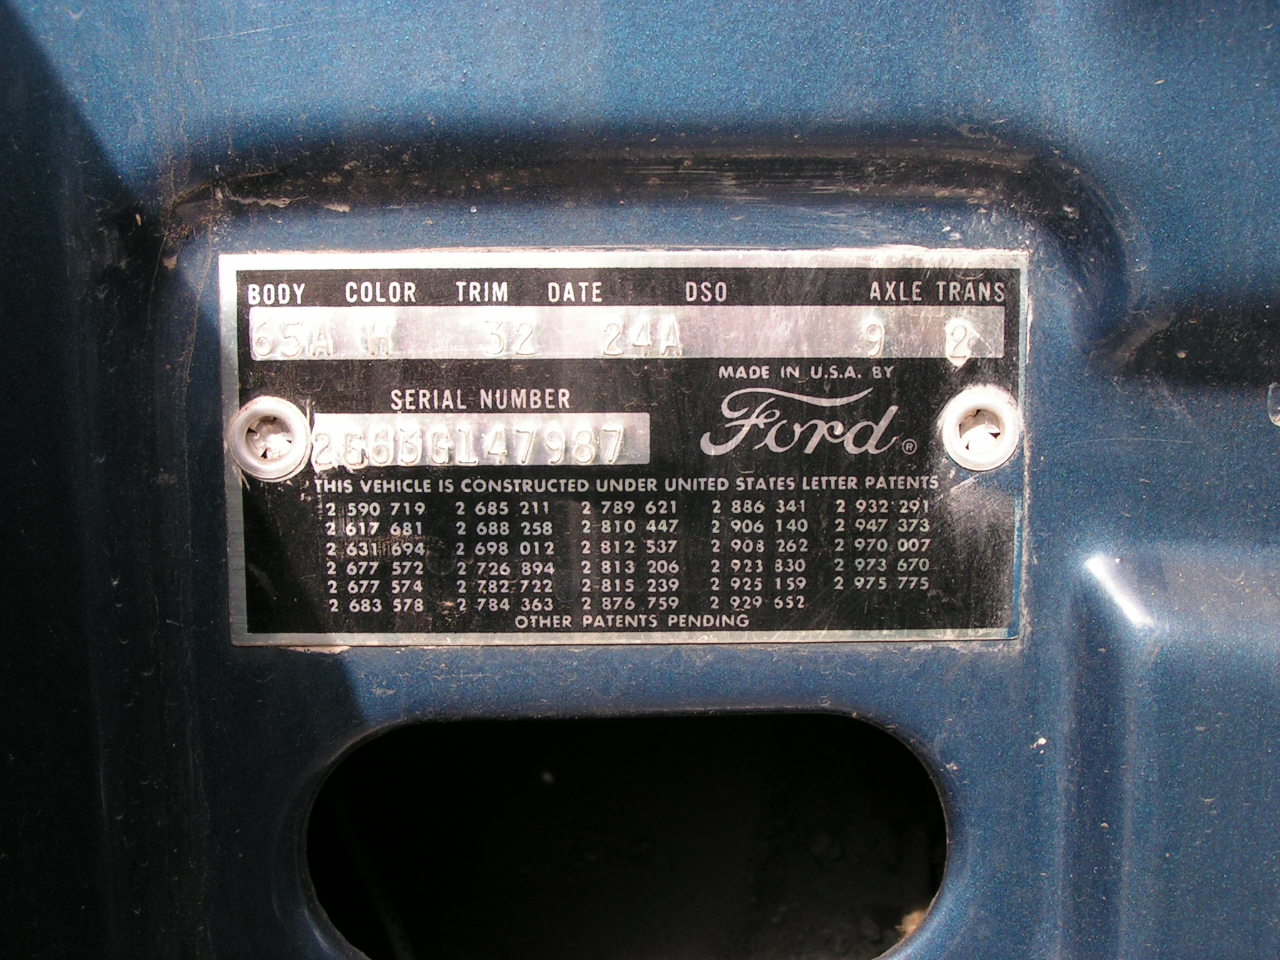 BODY COLOR TRIM DATE DSO AXLE TRANS
65A H 32 24A 9 2
MADE IN U.S.A. BY
SERIAL NUMBER
Ford ®
2G63G147987
THIS VEHICLE IS CONSTRUCTED UNDER UNITED STATES LETTER PATENTS
2 590 719 2 685 211 2 789 621 2 886 341 2 932 291
2 617 681 2 688 258 2 810 447 2 906 140 2 947 373
2 631 694 2 698 012 2 812 537 2 908 262 2 970 007
2 677 572 2 726 894 2 813 206 2 923 830 2 973 670
2 677 574 2 782 722 2 815 239 2 925 159 2 975 775
2 683 578 2 784 363 2 876 759 2 929 652
OTHER PATENTS PENDING